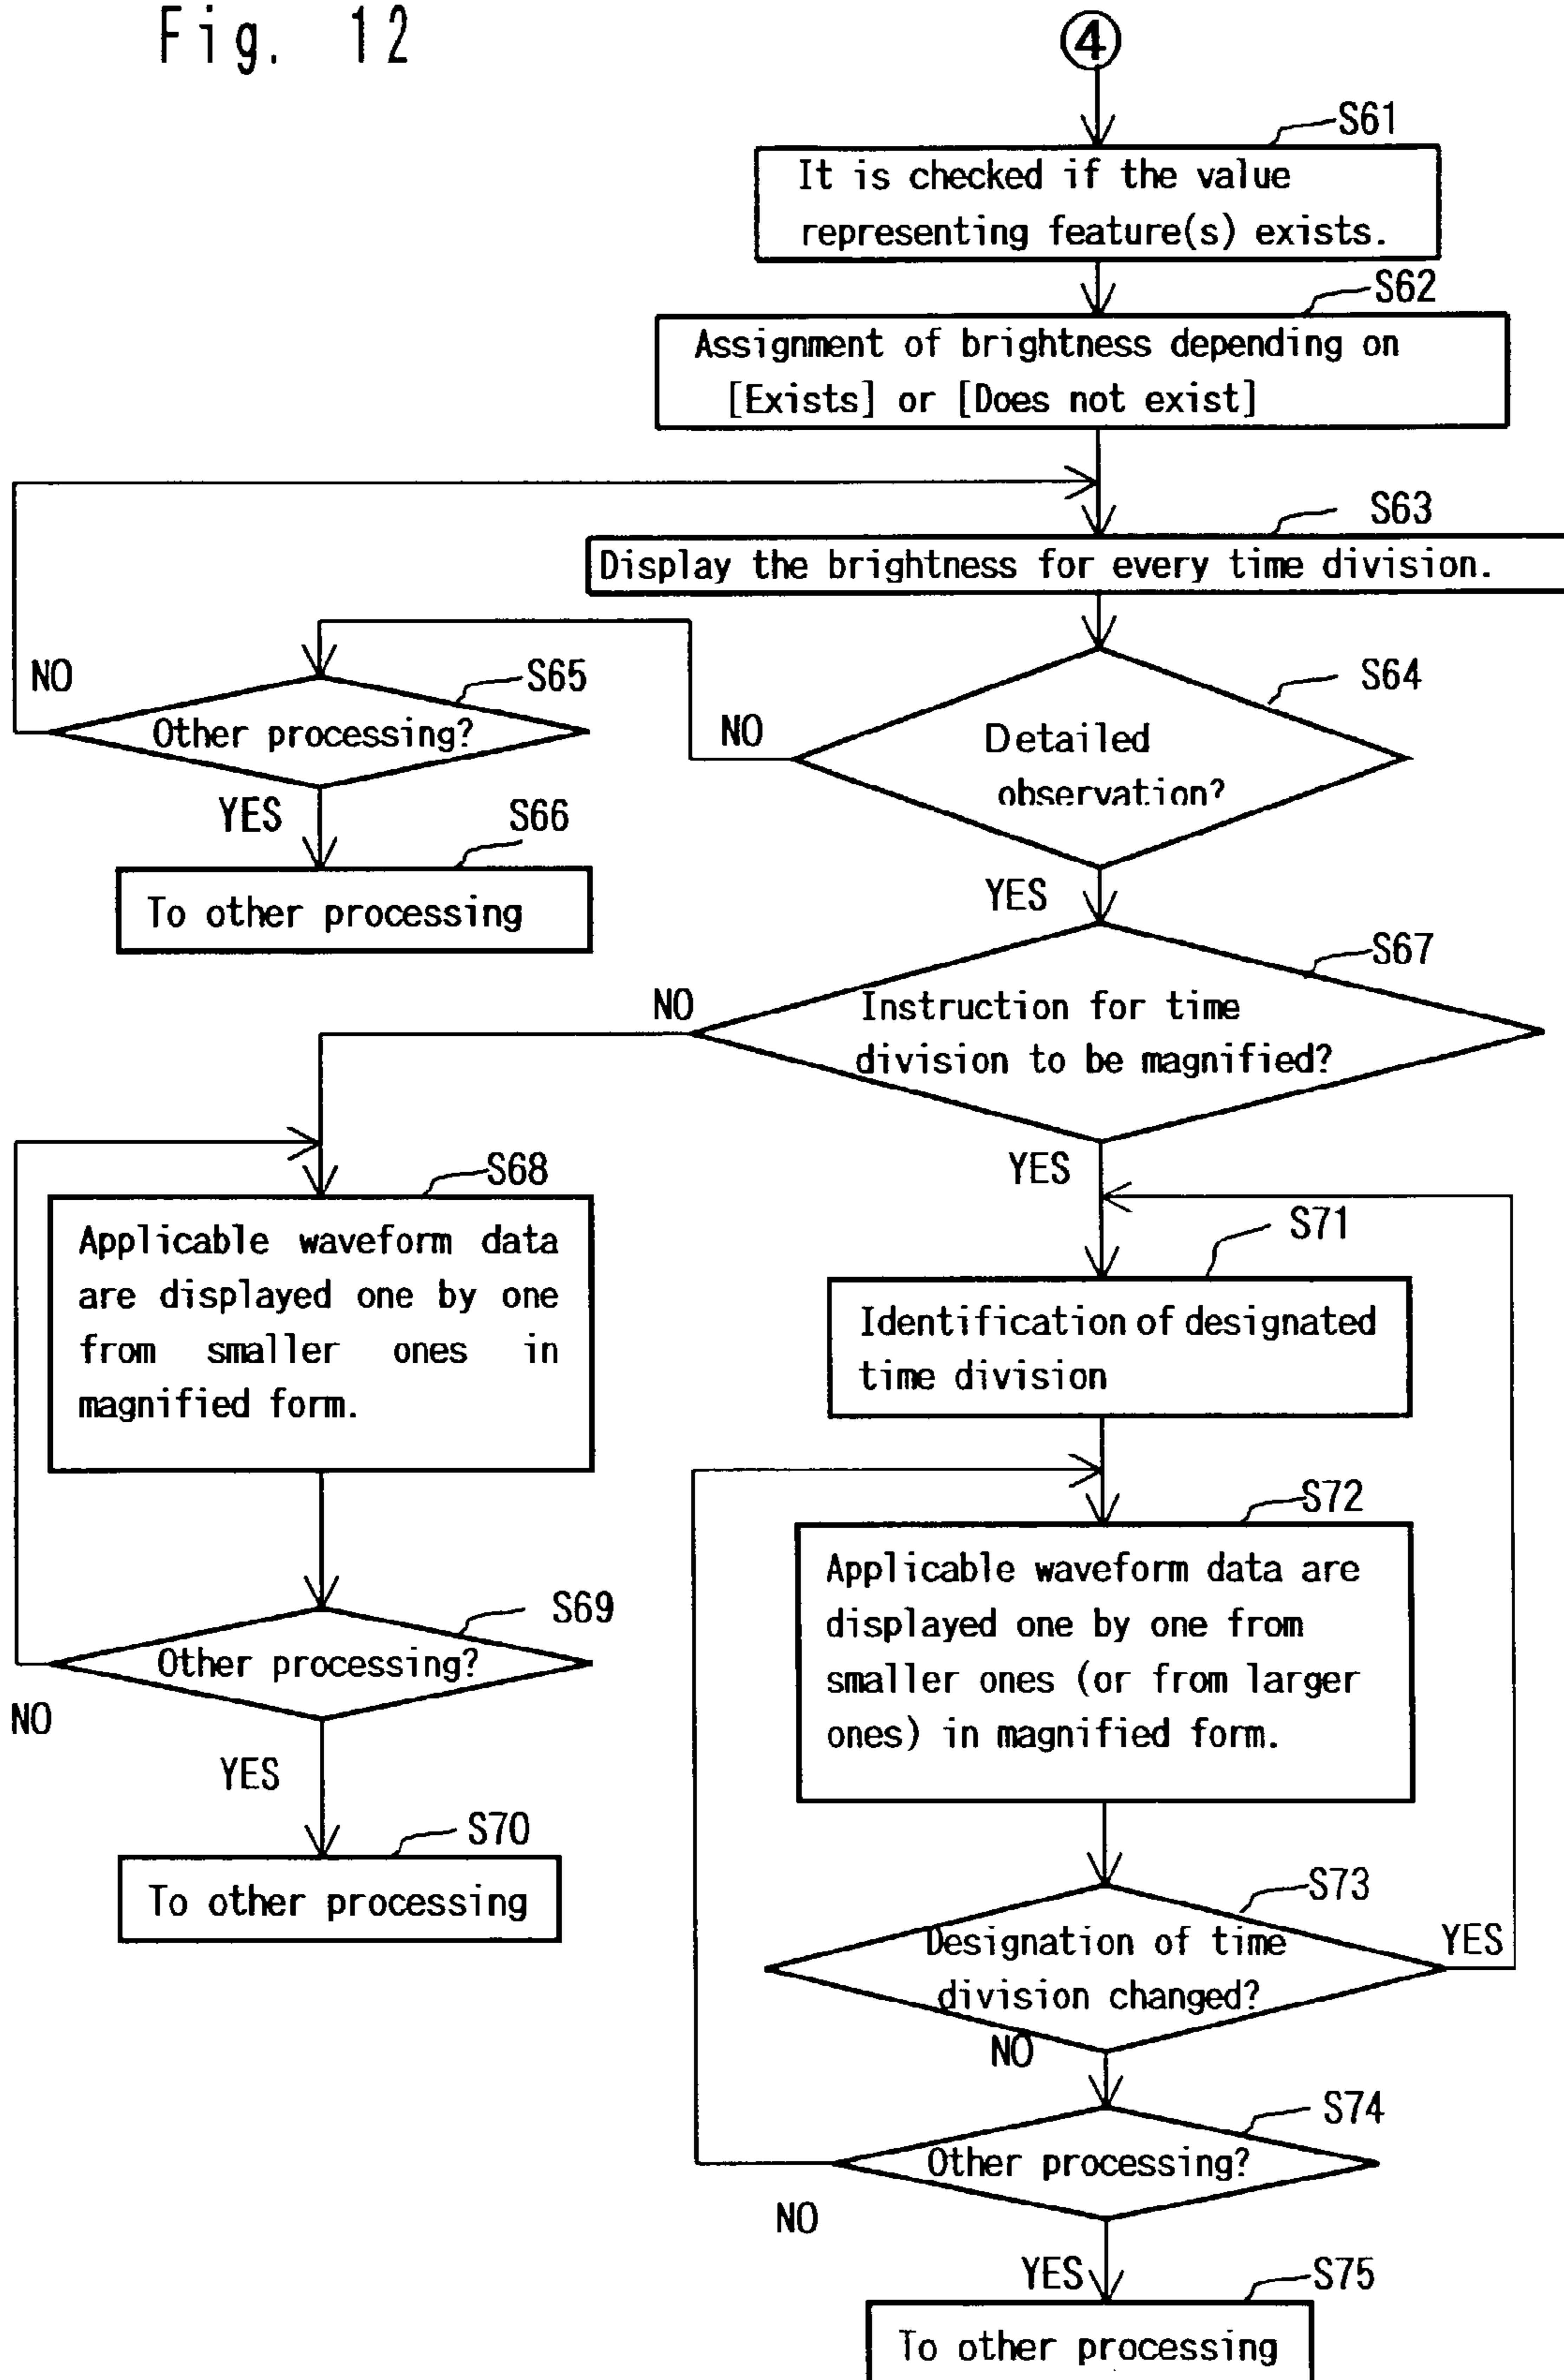 Fig. 12
④
S61
It is checked if the value
representing feature(s) exists.
S62
Assignment of brightness depending on
[Exists] or [Does not exist]
S63
Display the brightness for every time division.
S64
Detailed
observation?
NO
YES
S65
Other processing?
NO
YES
S66
To other processing
S67
Instruction for time
division to be magnified?
NO
YES
S68
Applicable waveform data
are displayed one by one
from smaller ones in
magnified form.
S69
Other processing?
NO
YES
S70
To other processing
S71
Identification of designated
time division
S72
Applicable waveform data are
displayed one by one from
smaller ones (or from larger
ones) in magnified form.
S73
Designation of time
division changed?
YES
NO
S74
Other processing?
NO
YES
S75
To other processing